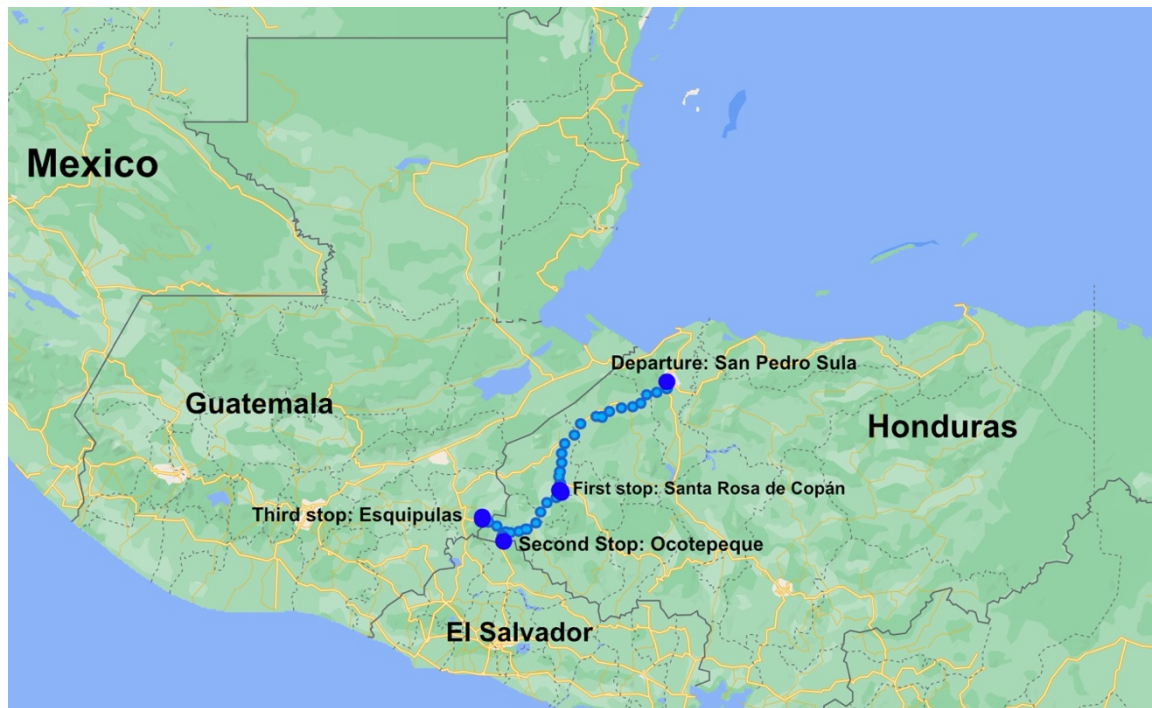 Mexico
Departure: San Pedro Sula
Guatemala
Honduras
First stop: Santa Rosa de Copán
Third stop: Esquipulas
Second Stop: Ocotepeque
El Salvador